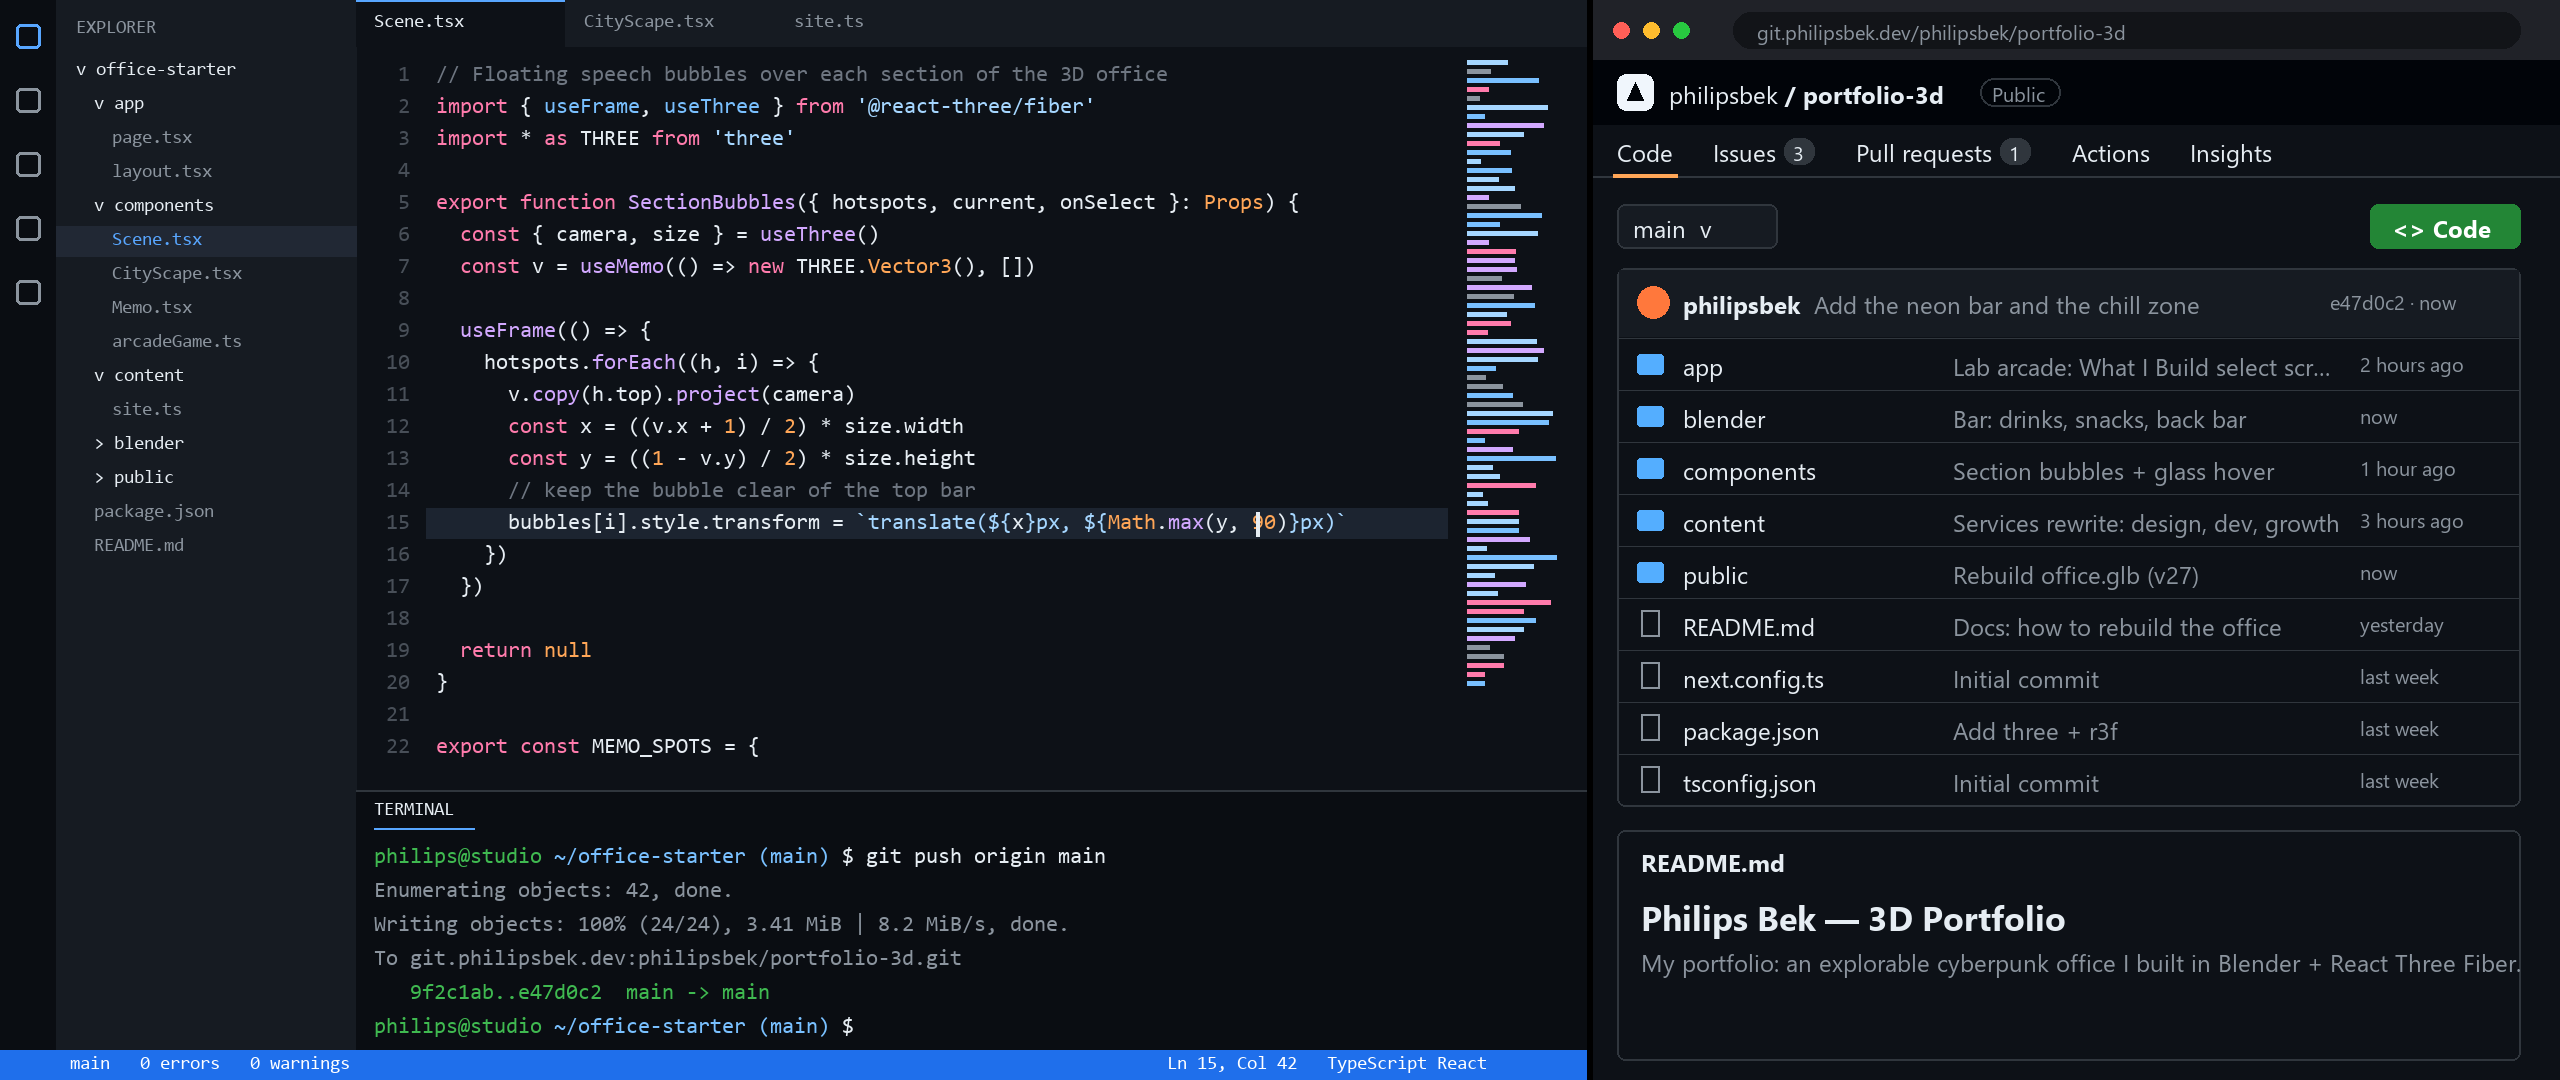 EXPLORER
v office-starter
v app
page.tsx
layout.tsx
v components
Scene.tsx
CityScape.tsx
Memo.tsx
arcadeGame.ts
v content
site.ts
> blender
> public
package.json
README.md
Scene.tsx CityScape.tsx site.ts
1 // Floating speech bubbles over each section of the 3D office
2 import { useFrame, useThree } from '@react-three/fiber'
3 import * as THREE from 'three'
4
5 export function SectionBubbles({ hotspots, current, onSelect }: Props) {
6 const { camera, size } = useThree()
7 const v = useMemo(() => new THREE.Vector3(), [])
8
9 useFrame(() => {
10 hotspots.forEach((h, i) => {
11 v.copy(h.top).project(camera)
12 const x = ((v.x + 1) / 2) * size.width
13 const y = ((1 - v.y) / 2) * size.height
14 // keep the bubble clear of the top bar
15 bubbles[i].style.transform = `translate(${x}px, ${Math.max(y, 90)}px)`
16 })
17 })
18
19 return null
20 }
21
22 export const MEMO_SPOTS = {
TERMINAL
philips@studio ~/office-starter (main) $ git push origin main
Enumerating objects: 42, done.
Writing objects: 100% (24/24), 3.41 MiB | 8.2 MiB/s, done.
To git.philipsbek.dev:philipsbek/portfolio-3d.git
9f2c1ab..e47d0c2 main -> main
philips@studio ~/office-starter (main) $
main 0 errors 0 warnings Ln 15, Col 42 TypeScript React
git.philipsbek.dev/philipsbek/portfolio-3d
philipsbek / portfolio-3d Public
Code Issues 3 Pull requests 1 Actions Insights
main v <> Code
philipsbek Add the neon bar and the chill zone e47d0c2 · now
app Lab arcade: What I Build select scr... 2 hours ago
blender Bar: drinks, snacks, back bar now
components Section bubbles + glass hover 1 hour ago
content Services rewrite: design, dev, growth 3 hours ago
public Rebuild office.glb (v27) now
README.md Docs: how to rebuild the office yesterday
next.config.ts Initial commit last week
package.json Add three + r3f last week
tsconfig.json Initial commit last week
README.md
Philips Bek — 3D Portfolio
My portfolio: an explorable cyberpunk office I built in Blender + React Three Fiber.